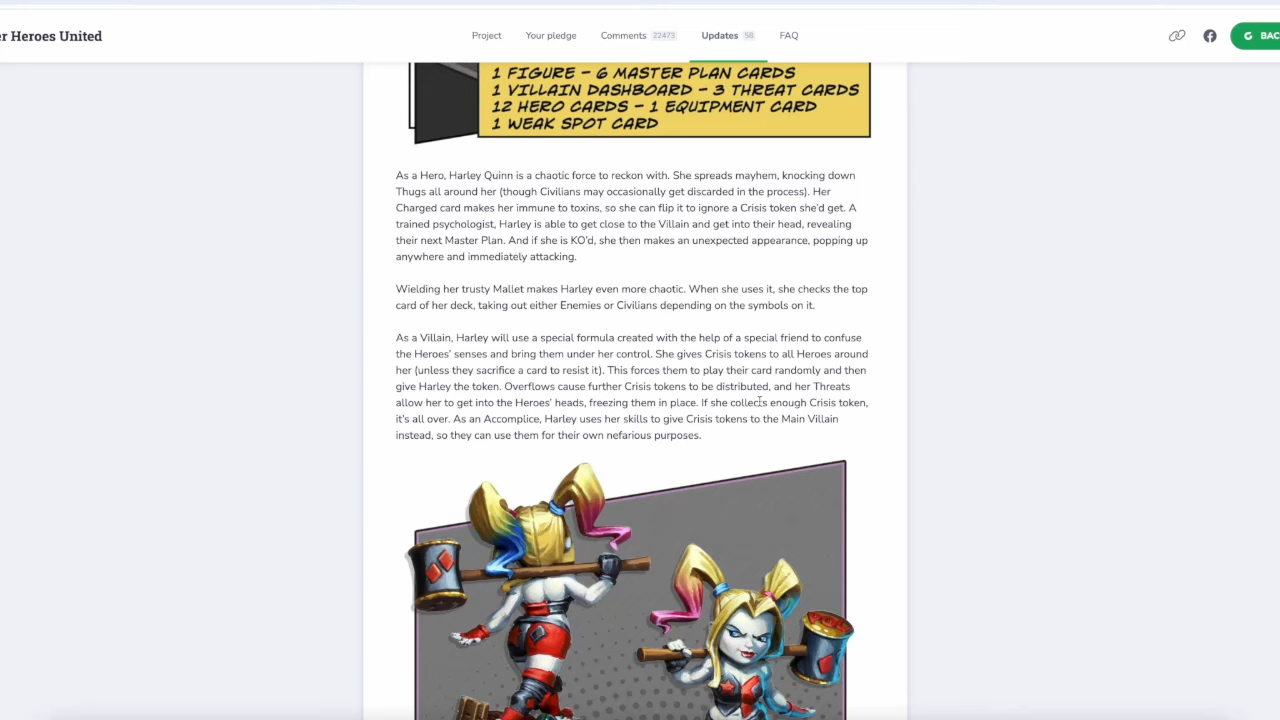 r Heroes United
Project Your pledge Comments 22473 Updates 58 FAQ
BAC
1 FIGURE – 6 MASTER PLAN CARDS
1 VILLAIN DASHBOARD – 3 THREAT CARDS
12 HERO CARDS – 1 EQUIPMENT CARD
1 WEAK SPOT CARD
As a Hero, Harley Quinn is a chaotic force to reckon with. She spreads mayhem, knocking down
Thugs all around her (though Civilians may occasionally get discarded in the process). Her
Charged card makes her immune to toxins, so she can flip it to ignore a Crisis token she’d get. A
trained psychologist, Harley is able to get close to the Villain and get into their head, revealing
their next Master Plan. And if she is KO’d, she then makes an unexpected appearance, popping up
anywhere and immediately attacking.
Wielding her trusty Mallet makes Harley even more chaotic. When she uses it, she checks the top
card of her deck, taking out either Enemies or Civilians depending on the symbols on it.
As a Villain, Harley will use a special formula created with the help of a special friend to confuse
the Heroes’ senses and bring them under her control. She gives Crisis tokens to all Heroes around
her (unless they sacrifice a card to resist it). This forces them to play their card randomly and then
give Harley the token. Overflows cause further Crisis tokens to be distributed, and her Threats
allow her to get into the Heroes’ heads, freezing them in place. If she collects enough Crisis token,
it’s all over. As an Accomplice, Harley uses her skills to give Crisis tokens to the Main Villain
instead, so they can use them for their own nefarious purposes.
POW